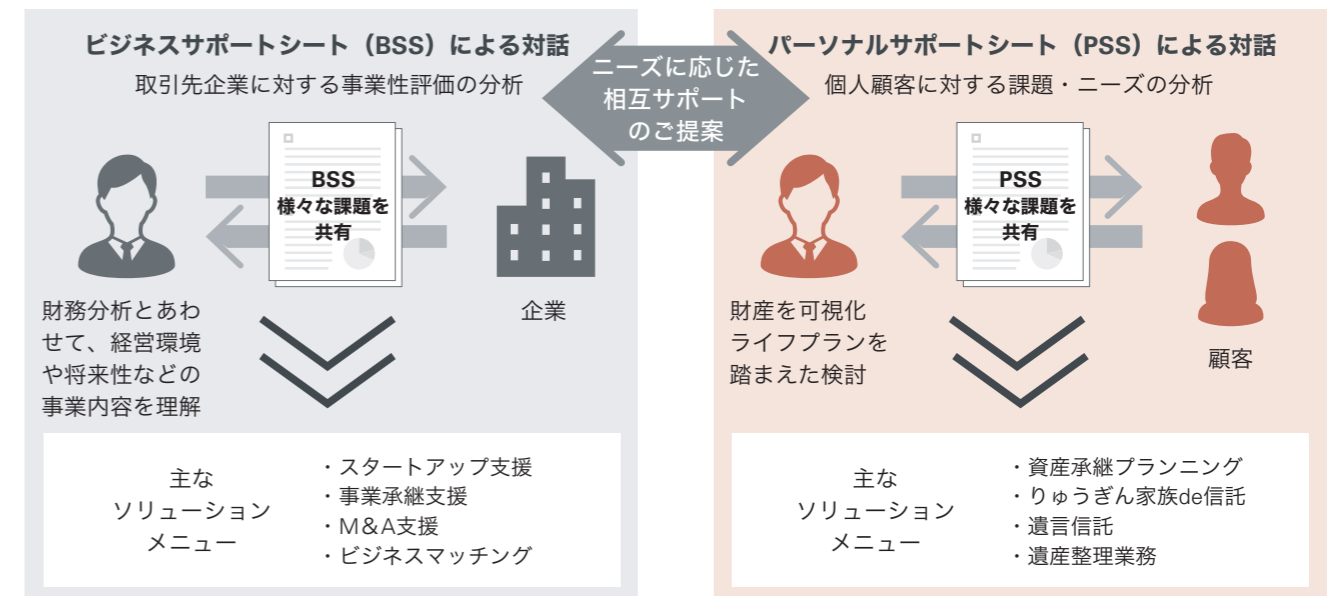 ビジネスサポートシート（BSS）による対話
取引先企業に対する事業性評価の分析
BSS
様々な課題を
共有
財務分析とあわ
せて、経営環境
や将来性などの
事業内容を理解
企業
主な
ソリューション
メニュー
・スタートアップ支援
・事業承継支援
・M＆A支援
・ビジネスマッチング
ニーズに応じた
相互サポート
のご提案
パーソナルサポートシート（PSS）による対話
個人顧客に対する課題・ニーズの分析
PSS
様々な課題を
共有
財産を可視化
ライフプランを
踏まえた検討
顧客
主な
ソリューション
メニュー
・資産承継プランニング
・りゅうぎん家族de信託
・遺言信託
・遺産整理業務